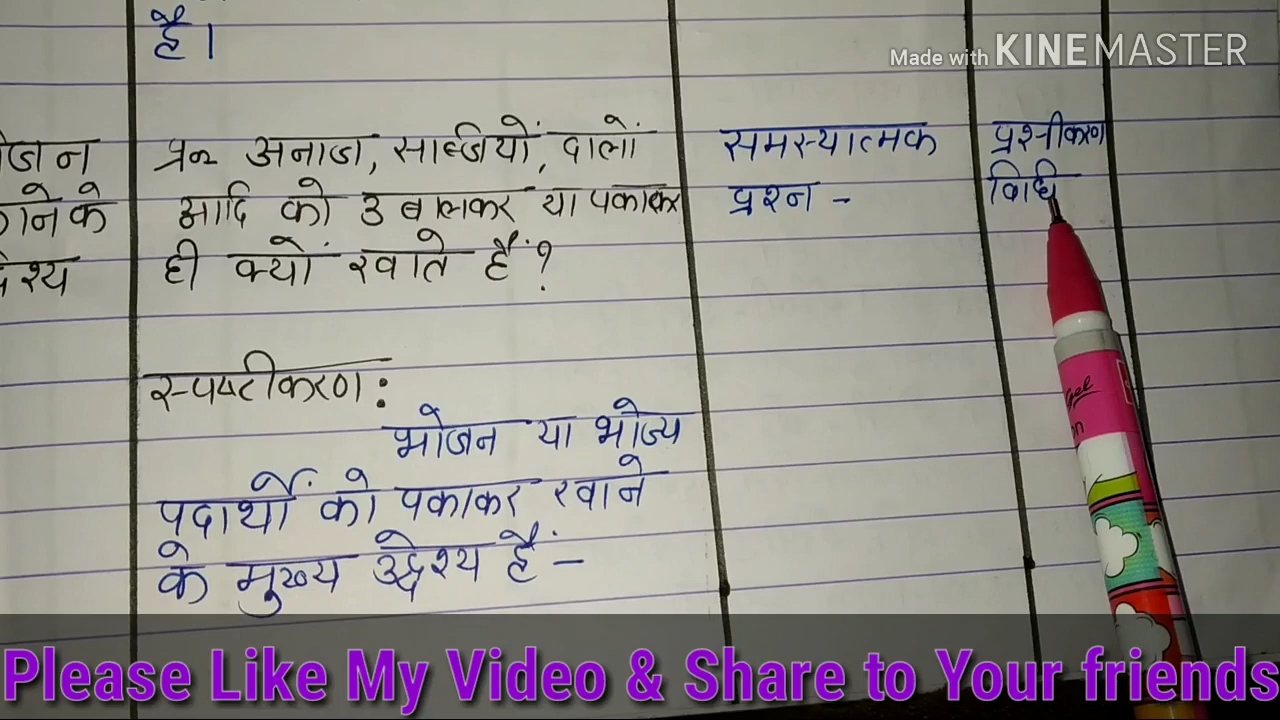 है।
Made with KINEMASTER
प्र० अनाज, सब्जियों, दालों
आदि को उबालकर या पकाकर
ही क्यों खाते हैं?
समस्यात्मक
प्रश्न -
प्रश्नीकरण
विधि
स्पष्टीकरण:
भोजन या भोज्य
पदार्थों को पकाकर खाने
के मुख्य उद्देश्य हैं -
Gel
Please Like My Video & Share to Your friends